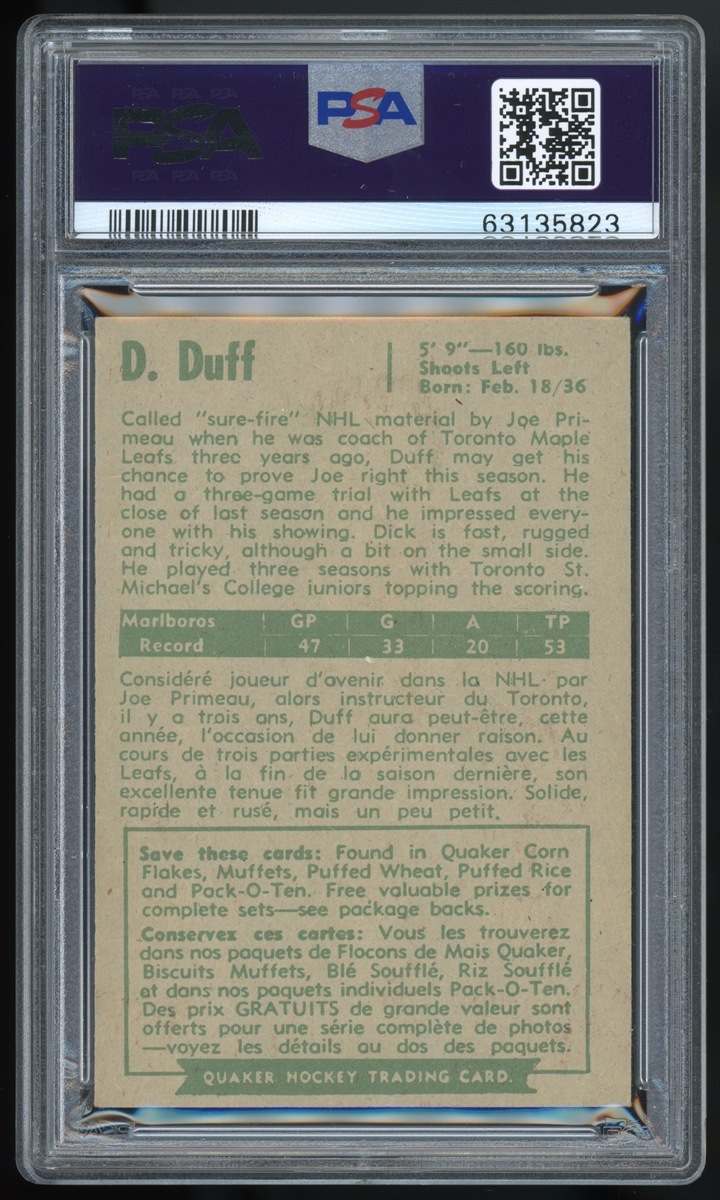 PSA PSA PSA
PSA
PSA PSA PSA
PSA
63135823
D. Duff
5' 9"—160 lbs.
Shoots Left
Born: Feb. 18/36
Called "sure-fire" NHL material by Joe Pri-
meau when he was coach of Toronto Maple
Leafs three years ago, Duff may get his
chance to prove Joe right this season. He
had a three-game trial with Leafs at the
close of last season and he impressed every-
one with his showing. Dick is fast, rugged
and tricky, although a bit on the small side.
He played three seasons with Toronto St.
Michael's College juniors topping the scoring.
Marlboros GP G A TP
Record 47 33 20 53
Considéré joueur d'avenir dans la NHL par
Joe Primeau, alors instructeur du Toronto,
il y a trois ans, Duff aura peut-être, cette
année, l'occasion de lui donner raison. Au
cours de trois parties expérimentales avec les
Leafs, à la fin de la saison dernière, son
excellente tenue fit grande impression. Solide,
rapide et rusé, mais un peu petit.
Save these cards: Found in Quaker Corn
Flakes, Muffets, Puffed Wheat, Puffed Rice
and Pack-O-Ten. Free valuable prizes for
complete sets—see package backs.
Conservez ces cartes: Vous les trouverez
dans nos paquets de Flocons de Mais Quaker,
Biscuits Muffets, Blé Soufflé, Riz Soufflé
et dans nos paquets individuels Pack-O-Ten.
Des prix GRATUITS de grande valeur sont
offerts pour une série complète de photos
—voyez les détails au dos des paquets.
QUAKER HOCKEY TRADING CARD.